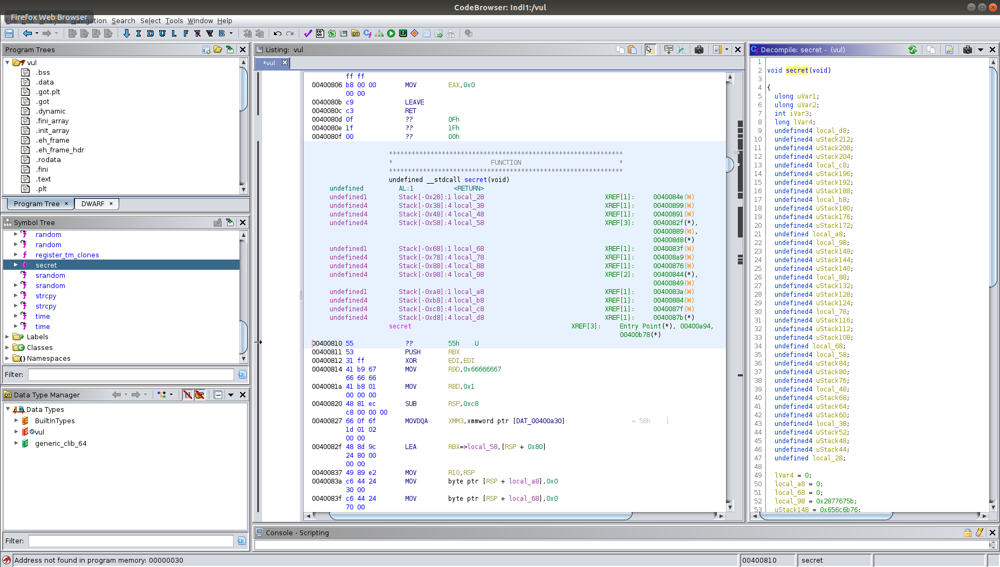 CodeBrowser: Indi1:/vul
Firefox Web Browser
File Edit Analysis Navigation Search Select Tools Window Help
I D U L F B
Program Trees
vul
.bss
.data
.got.plt
.got
.dynamic
.fini_array
.init_array
.eh_frame
.eh_frame_hdr
.rodata
.fini
.text
.plt
Program Tree × DWARF ×
Symbol Tree
random
random
register_tm_clones
secret
srandom
srandom
strcpy
strcpy
time
time
Labels
Classes
Namespaces
Filter:
Data Type Manager
Data Types
BuiltInTypes
vul
generic_clib_64
Filter:
Listing: vul
*vul
ff ff
00400806 b8 00 00 MOV EAX,0x0
00 00
0040080b c9 LEAVE
0040080c c3 RET
0040080d 0f ?? 0Fh
0040080e 1f ?? 1Fh
0040080f 00 ?? 00h
**************************************************************
* FUNCTION *
**************************************************************
undefined __stdcall secret(void)
undefined AL:1 <RETURN>
undefined1 Stack[-0x28]:1 local_28 XREF[1]: 0040084e(W)
undefined4 Stack[-0x38]:4 local_38 XREF[1]: 00400899(W)
undefined4 Stack[-0x48]:4 local_48 XREF[1]: 00400891(W)
undefined4 Stack[-0x58]:4 local_58 XREF[3]: 0040082f(*),
00400889(W),
004008d8(*)
undefined1 Stack[-0x68]:1 local_68 XREF[1]: 0040083f(W)
undefined4 Stack[-0x78]:4 local_78 XREF[1]: 004008a9(W)
undefined4 Stack[-0x88]:4 local_88 XREF[1]: 00400876(W)
undefined4 Stack[-0x98]:4 local_98 XREF[2]: 00400844(*),
00400849(W)
undefined1 Stack[-0xa8]:1 local_a8 XREF[1]: 0040083a(W)
undefined4 Stack[-0xb8]:4 local_b8 XREF[1]: 00400884(W)
undefined4 Stack[-0xc8]:4 local_c8 XREF[1]: 0040087f(W)
undefined4 Stack[-0xd8]:4 local_d8 XREF[1]: 0040087b(*)
secret XREF[3]: Entry Point(*), 00400a94,
00400b78(*)
00400810 55 ?? 55h U
00400811 53 PUSH RBX
00400812 31 ff XOR EDI,EDI
00400814 41 b9 67 MOV R9D,0x66666667
66 66 66
0040081a 41 b8 01 MOV R8D,0x1
00 00 00
00400820 48 81 ec SUB RSP,0xc8
c8 00 00 00
00400827 66 0f 6f MOVDQA XMM3,xmmword ptr [DAT_00400a30] = 5Bh [
1d 01 02
00 00
0040082f 48 8d 9c LEA RBX=>local_58,[RSP + 0x80]
24 80 00
00 00
00400837 49 89 e2 MOV R10,RSP
0040083a c6 44 24 MOV byte ptr [RSP + local_a8],0x0
30 00
0040083f c6 44 24 MOV byte ptr [RSP + local_68],0x0
70 00
Decompile: secret - (vul)
1
2 void secret(void)
3
4 {
5 ulong uVar1;
6 ulong uVar2;
7 int iVar3;
8 long lVar4;
9 undefined4 local_d8;
10 undefined4 uStack212;
11 undefined4 uStack208;
12 undefined4 uStack204;
13 undefined4 local_c8;
14 undefined4 uStack196;
15 undefined4 uStack192;
16 undefined4 uStack188;
17 undefined4 local_b8;
18 undefined4 uStack180;
19 undefined4 uStack176;
20 undefined4 uStack172;
21 undefined local_a8;
22 undefined4 local_98;
23 undefined4 uStack148;
24 undefined4 uStack144;
25 undefined4 uStack140;
26 undefined4 local_88;
27 undefined4 uStack132;
28 undefined4 uStack128;
29 undefined4 uStack124;
30 undefined4 local_78;
31 undefined4 uStack116;
32 undefined4 uStack112;
33 undefined4 uStack108;
34 undefined local_68;
35 undefined4 local_58;
36 undefined4 uStack84;
37 undefined4 uStack80;
38 undefined4 uStack76;
39 undefined4 local_48;
40 undefined4 uStack68;
41 undefined4 uStack64;
42 undefined4 uStack60;
43 undefined4 local_38;
44 undefined4 uStack52;
45 undefined4 uStack48;
46 undefined4 uStack44;
47 undefined local_28;
48
49 lVar4 = 0;
50 local_a8 = 0;
51 local_68 = 0;
52 local_98 = 0x2877675b;
53 uStack148 = 0x656c6b76;
Console - Scripting
Address not found in program memory: 00000030
00400810
secret